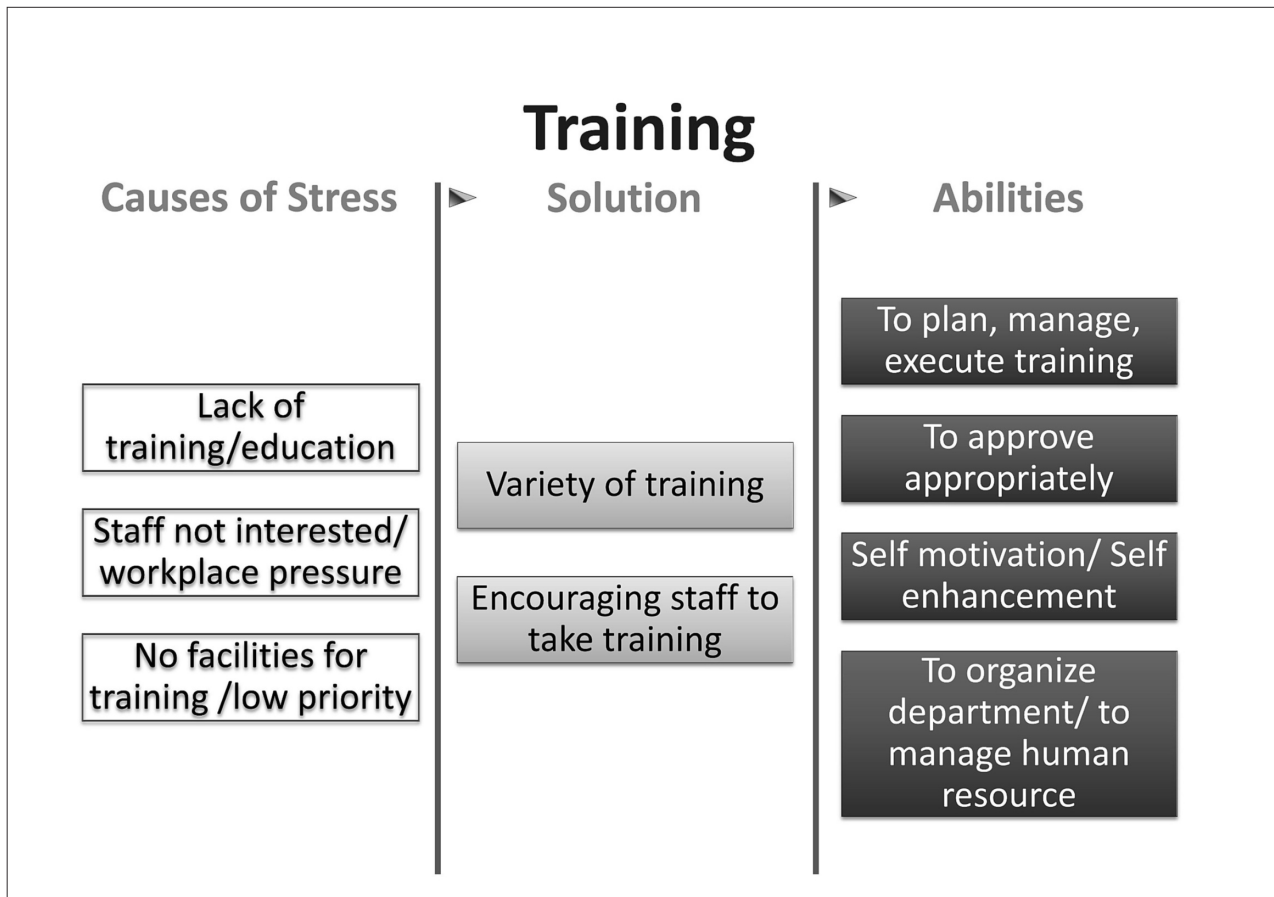 Training
Causes of Stress
Lack of
training/education
Staff not interested/
workplace pressure
No facilities for
training /low priority
Solution
Variety of training
Encouraging staff to
take training
Abilities
To plan, manage,
execute training
To approve
appropriately
Self motivation/ Self
enhancement
To organize
department/ to
manage human
resource